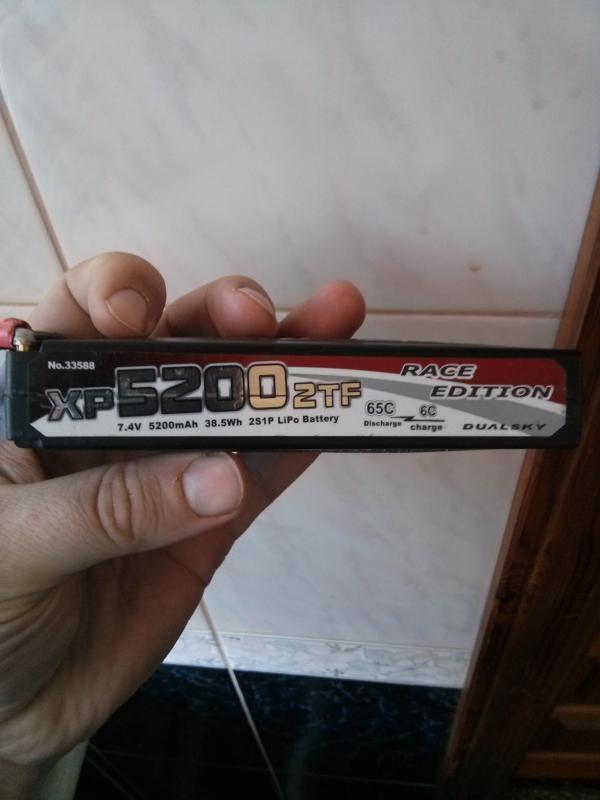 No.33588
XP5200 2TF
RACE
EDITION
7.4V 5200mAh 38.5Wh 2S1P LiPo Battery
65C 6C
Discharge charge
DUALSKY